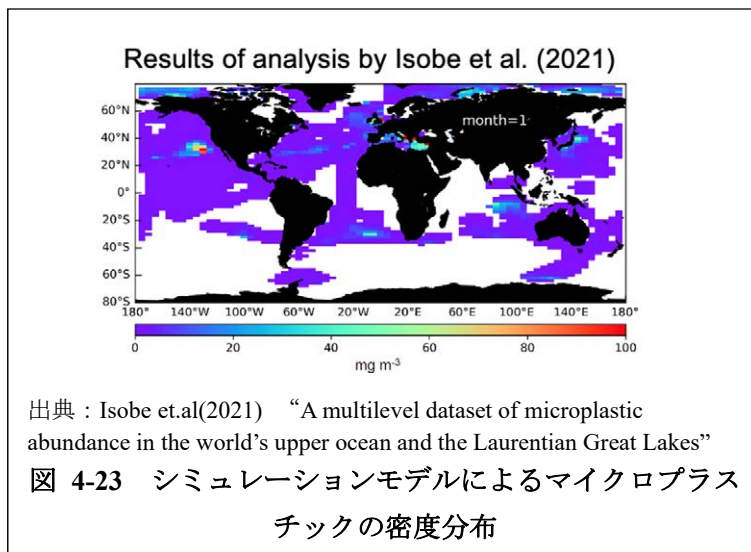 Results of analysis by Isobe et al. (2021)
month=1
60°N
40°N
20°N
0°
20°S
40°S
60°S
80°S
180° 140°W 100°W 60°W 20°W 20°E 60°E 100°E 140°E 180°
0 20 40 60 80 100
mg m⁻³
出典：Isobe et.al(2021) “A multilevel dataset of microplastic
abundance in the world’s upper ocean and the Laurentian Great Lakes”
図 4-23 シミュレーションモデルによるマイクロプラス
チックの密度分布